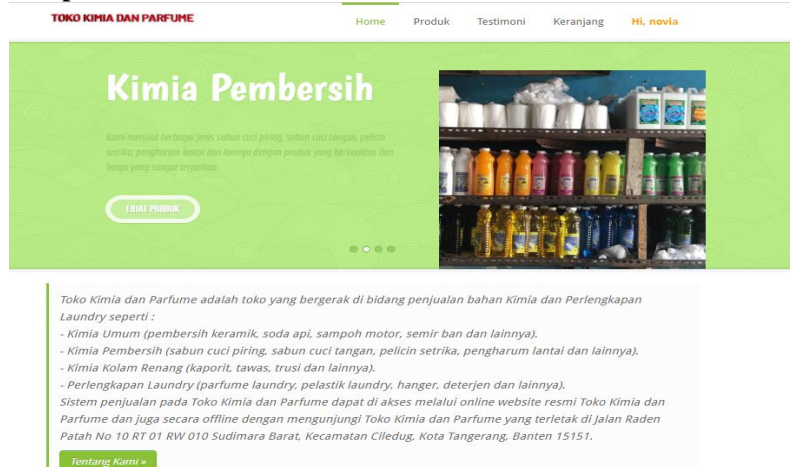 TOKO KIMIA DAN PARFUME
Home Produk Testimoni Keranjang Hi, novia
Kimia Pembersih
Kami menjual berbagai jenis sabun cuci piring, sabun cuci tangan, pelicin
setrika, pengharum lantai dan lainnya dengan produk yang berkualitas dan
harga yang sangat terjankau.
LIHAT PRODUK
Toko Kimia dan Parfume adalah toko yang bergerak di bidang penjualan bahan Kimia dan Perlengkapan
Laundry seperti :
- Kimia Umum (pembersih keramik, soda api, sampoh motor, semir ban dan lainnya).
- Kimia Pembersih (sabun cuci piring, sabun cuci tangan, pelicin setrika, pengharum lantai dan lainnya).
- Kimia Kolam Renang (kaporit, tawas, trusi dan lainnya).
- Perlengkapan Laundry (parfume laundry, pelastik laundry, hanger, deterjen dan lainnya).
Sistem penjualan pada Toko Kimia dan Parfume dapat di akses melalui online website resmi Toko Kimia dan
Parfume dan juga secara offline dengan mengunjungi Toko Kimia dan Parfume yang terletak di Jalan Raden
Patah No 10 RT 01 RW 010 Sudimara Barat, Kecamatan Ciledug, Kota Tangerang, Banten 15151.
Tentang Kami »